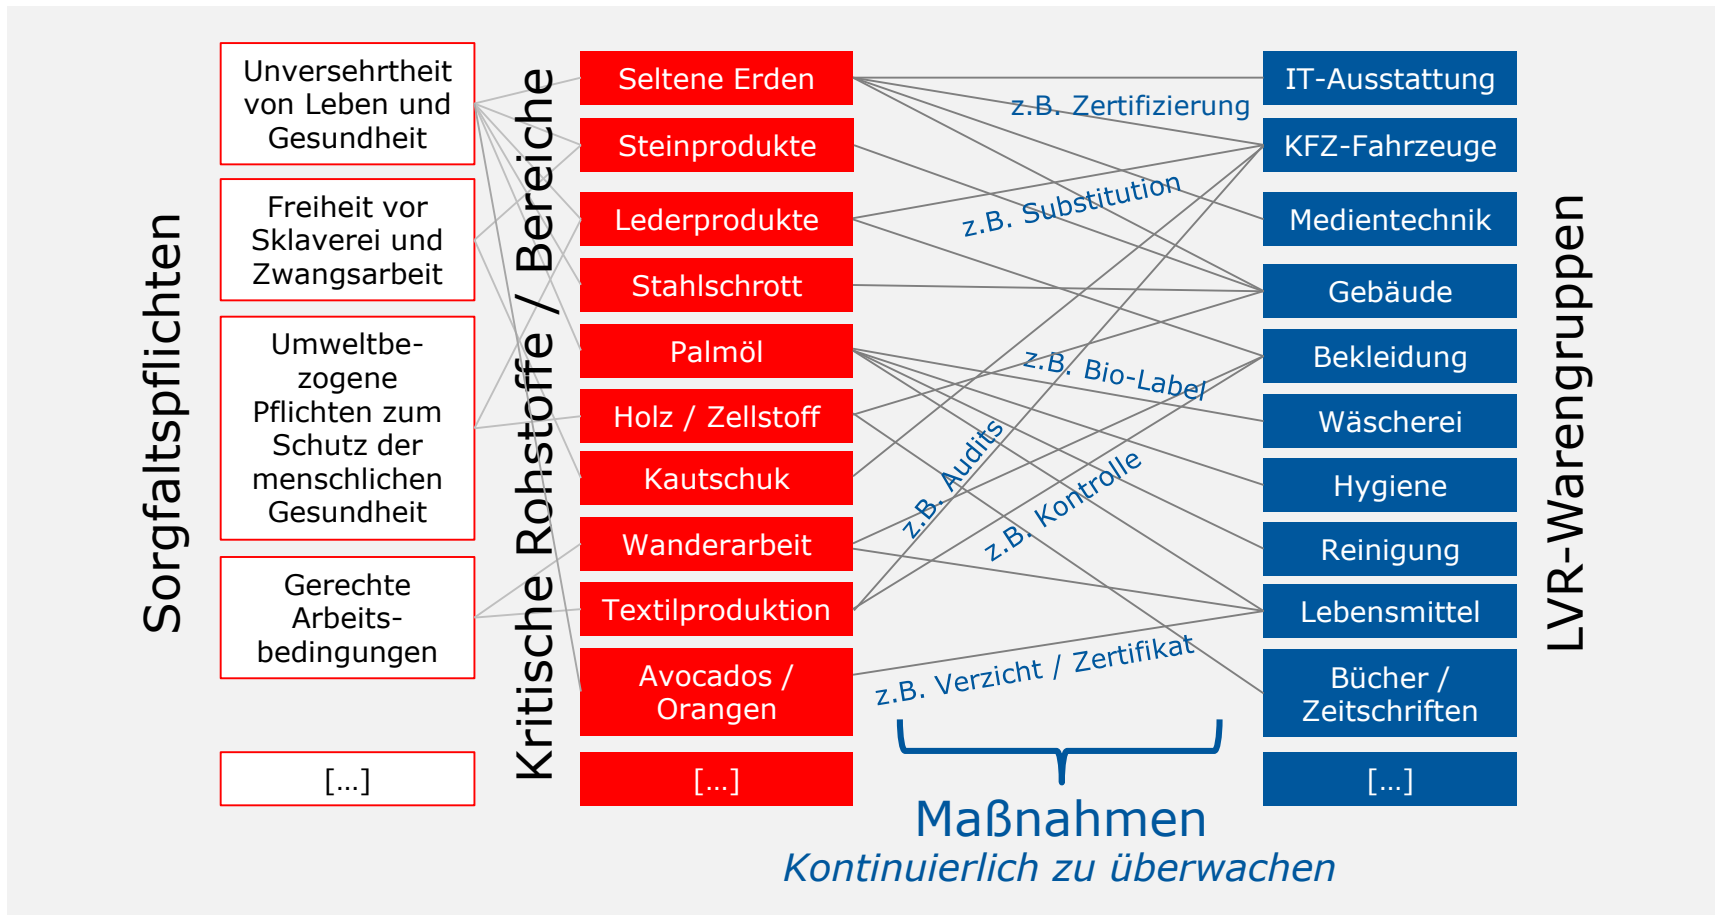 Sorgfaltspflichten
Unversehrtheit
von Leben und
Gesundheit
Freiheit vor
Sklaverei und
Zwangsarbeit
Umweltbe-
zogene
Pflichten zum
Schutz der
menschlichen
Gesundheit
Gerechte
Arbeits-
bedingungen
[…]
Kritische Rohstoffe / Bereiche
Seltene Erden
Steinprodukte
Lederprodukte
Stahlschrott
Palmöl
Holz / Zellstoff
Kautschuk
Wanderarbeit
Textilproduktion
Avocados /
Orangen
[…]
z.B. Zertifizierung
z.B. Substitution
z.B. Bio-Label
z.B. Audits
z.B. Kontrolle
z.B. Verzicht / Zertifikat
Maßnahmen
Kontinuierlich zu überwachen
IT-Ausstattung
KFZ-Fahrzeuge
Medientechnik
Gebäude
Bekleidung
Wäscherei
Hygiene
Reinigung
Lebensmittel
Bücher /
Zeitschriften
[…]
LVR-Warengruppen